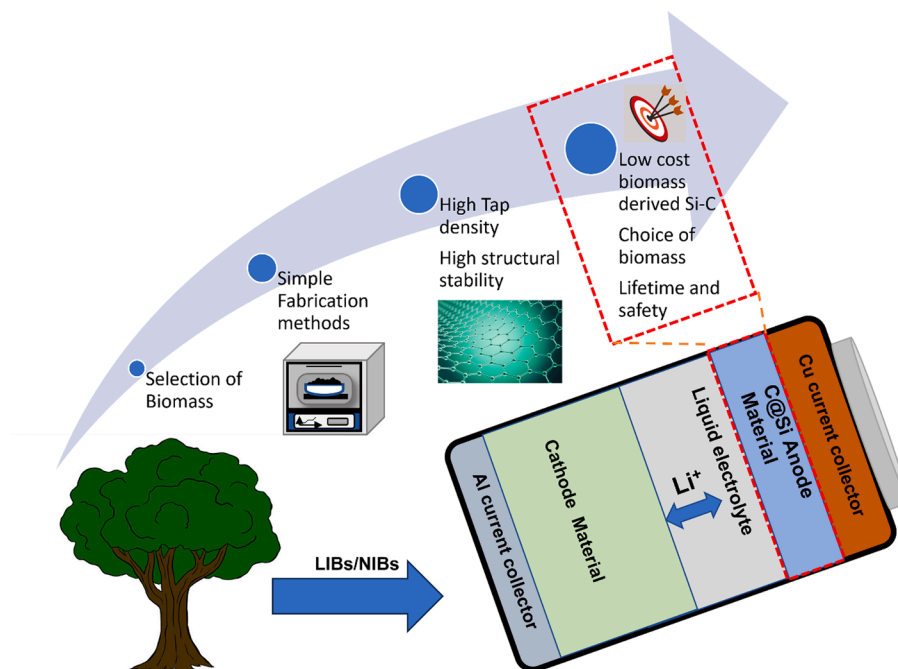 Low cost
biomass
derived Si-C
Choice of
biomass
Lifetime and
safety
High Tap
density
High structural
stability
Simple
Fabrication
methods
Selection of
Biomass
LIBs/NIBs
Al current collector
Cathode Material
Li+
Liquid electrolyte
C@Si Anode
Material
Cu current collector